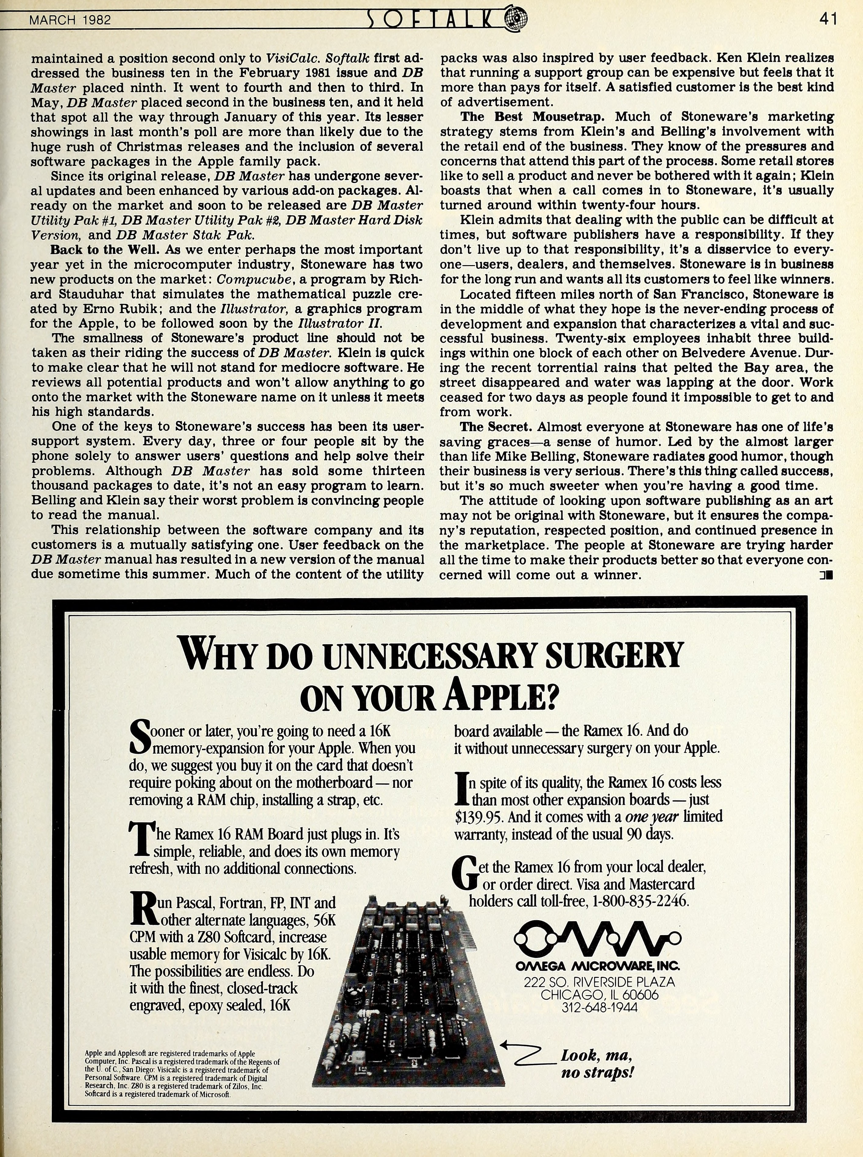 MARCH 1982
SOFTALK
41
maintained a position second only to VisiCalc. Softalk first ad-
dressed the business ten in the February 1981 issue and DB
Master placed ninth. It went to fourth and then to third. In
May, DB Master placed second in the business ten, and it held
that spot all the way through January of this year. Its lesser
showings in last month's poll are more than likely due to the
huge rush of Christmas releases and the inclusion of several
software packages in the Apple family pack.
Since its original release, DB Master has undergone sever-
al updates and been enhanced by various add-on packages. Al-
ready on the market and soon to be released are DB Master
Utility Pak #1, DB Master Utility Pak #2, DB Master Hard Disk
Version, and DB Master Stak Pak.
Back to the Well. As we enter perhaps the most important
year yet in the microcomputer industry, Stoneware has two
new products on the market: Compucube, a program by Rich-
ard Stauduhar that simulates the mathematical puzzle cre-
ated by Erno Rubik; and the Illustrator, a graphics program
for the Apple, to be followed soon by the Illustrator II.
The smallness of Stoneware's product line should not be
taken as their riding the success of DB Master. Klein is quick
to make clear that he will not stand for mediocre software. He
reviews all potential products and won't allow anything to go
onto the market with the Stoneware name on it unless it meets
his high standards.
One of the keys to Stoneware's success has been its user-
support system. Every day, three or four people sit by the
phone solely to answer users' questions and help solve their
problems. Although DB Master has sold some thirteen
thousand packages to date, it's not an easy program to learn.
Belling and Klein say their worst problem is convincing people
to read the manual.
This relationship between the software company and its
customers is a mutually satisfying one. User feedback on the
DB Master manual has resulted in a new version of the manual
due sometime this summer. Much of the content of the utility
packs was also inspired by user feedback. Ken Klein realizes
that running a support group can be expensive but feels that it
more than pays for itself. A satisfied customer is the best kind
of advertisement.
The Best Mousetrap. Much of Stoneware's marketing
strategy stems from Klein's and Belling's involvement with
the retail end of the business. They know of the pressures and
concerns that attend this part of the process. Some retail stores
like to sell a product and never be bothered with it again; Klein
boasts that when a call comes in to Stoneware, it's usually
turned around within twenty-four hours.
Klein admits that dealing with the public can be difficult at
times, but software publishers have a responsibility. If they
don't live up to that responsibility, it's a disservice to every-
one—users, dealers, and themselves. Stoneware is in business
for the long run and wants all its customers to feel like winners.
Located fifteen miles north of San Francisco, Stoneware is
in the middle of what they hope is the never-ending process of
development and expansion that characterizes a vital and suc-
cessful business. Twenty-six employees inhabit three build-
ings within one block of each other on Belvedere Avenue. Dur-
ing the recent torrential rains that pelted the Bay area, the
street disappeared and water was lapping at the door. Work
ceased for two days as people found it impossible to get to and
from work.
The Secret. Almost everyone at Stoneware has one of life's
saving graces—a sense of humor. Led by the almost larger
than life Mike Belling, Stoneware radiates good humor, though
their business is very serious. There's this thing called success,
but it's so much sweeter when you're having a good time.
The attitude of looking upon software publishing as an art
may not be original with Stoneware, but it ensures the compa-
ny's reputation, respected position, and continued presence in
the marketplace. The people at Stoneware are trying harder
all the time to make their products better so that everyone con-
cerned will come out a winner.
WHY DO UNNECESSARY SURGERY
ON YOUR APPLE?
Sooner or later, you're going to need a 16K
memory-expansion for your Apple. When you
do, we suggest you buy it on the card that doesn't
require poking about on the motherboard — nor
removing a RAM chip, installing a strap, etc.
The Ramex 16 RAM Board just plugs in. It's
simple, reliable, and does its own memory
refresh, with no additional connections.
Run Pascal, Fortran, FP, INT and
other alternate languages, 56K
CPM with a Z80 Softcard, increase
usable memory for Visicalc by 16K.
The possibilities are endless. Do
it with the finest, closed-track
engraved, epoxy sealed, 16K
board available — the Ramex 16. And do
it without unnecessary surgery on your Apple.
In spite of its quality, the Ramex 16 costs less
than most other expansion boards — just
$139.95. And it comes with a one year limited
warranty, instead of the usual 90 days.
Get the Ramex 16 from your local dealer,
or order direct. Visa and Mastercard
holders call toll-free, 1-800-835-2246.
OMEGA MICROWARE, INC.
222 SO. RIVERSIDE PLAZA
CHICAGO, IL 60606
312-648-1944
Look, ma,
no straps!
Apple and Applesoft are registered trademarks of Apple
Computer, Inc. Pascal is a registered trademark of the Regents of
the U. of C., San Diego. Visicalc is a registered trademark of
Personal Software. CPM is a registered trademark of Digital
Research, Inc. Z80 is a registered trademark of Zilos, Inc.
Softcard is a registered trademark of Microsoft.